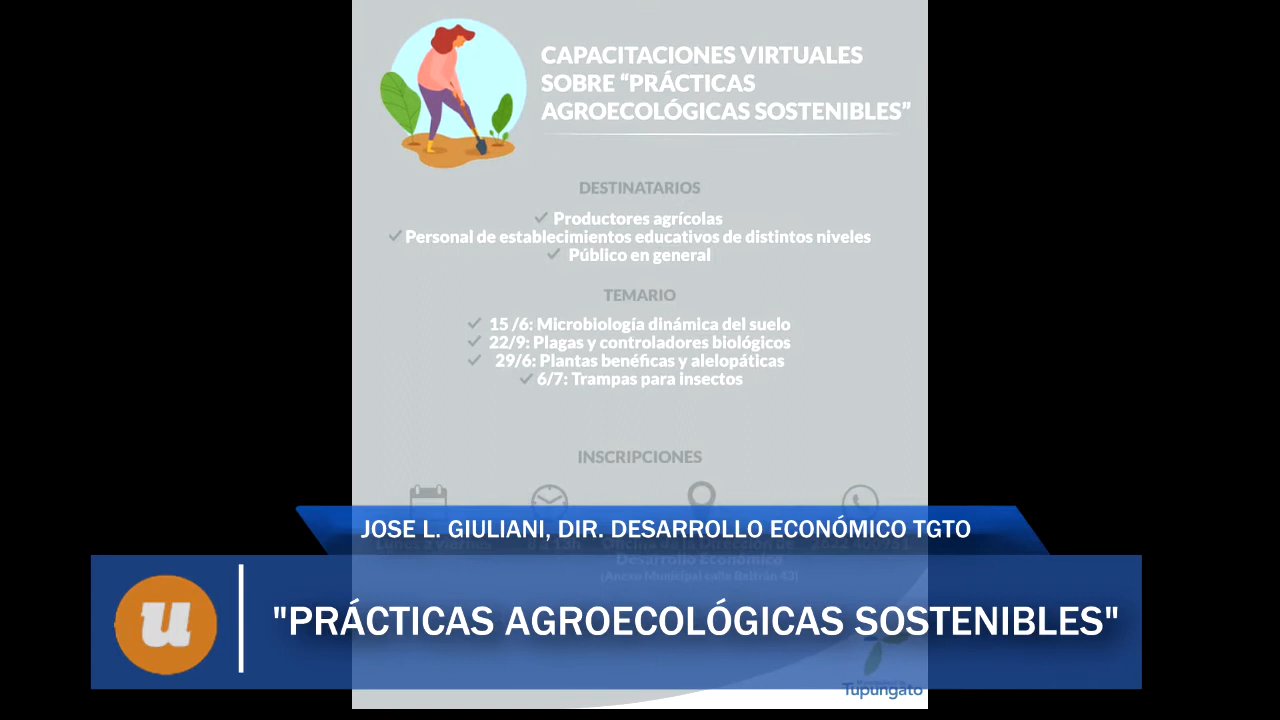 CAPACITACIONES VIRTUALES
SOBRE “PRÁCTICAS
AGROECOLÓGICAS SOSTENIBLES”
DESTINATARIOS
Productores agrícolas
Personal de establecimientos educativos de distintos niveles
Público en general
TEMARIO
15 /6: Microbiología dinámica del suelo
22/9: Plagas y controladores biológicos
29/6: Plantas benéficas y alelopáticas
6/7: Trampas para insectos
INSCRIPCIONES
JOSE L. GIULIANI, DIR. DESARROLLO ECONÓMICO TGTO
Desarrollo Económica
(Anexo Municipal calle Beltrán 43)
u
"PRÁCTICAS AGROECOLÓGICAS SOSTENIBLES"
Municipalidad de
Tupungato